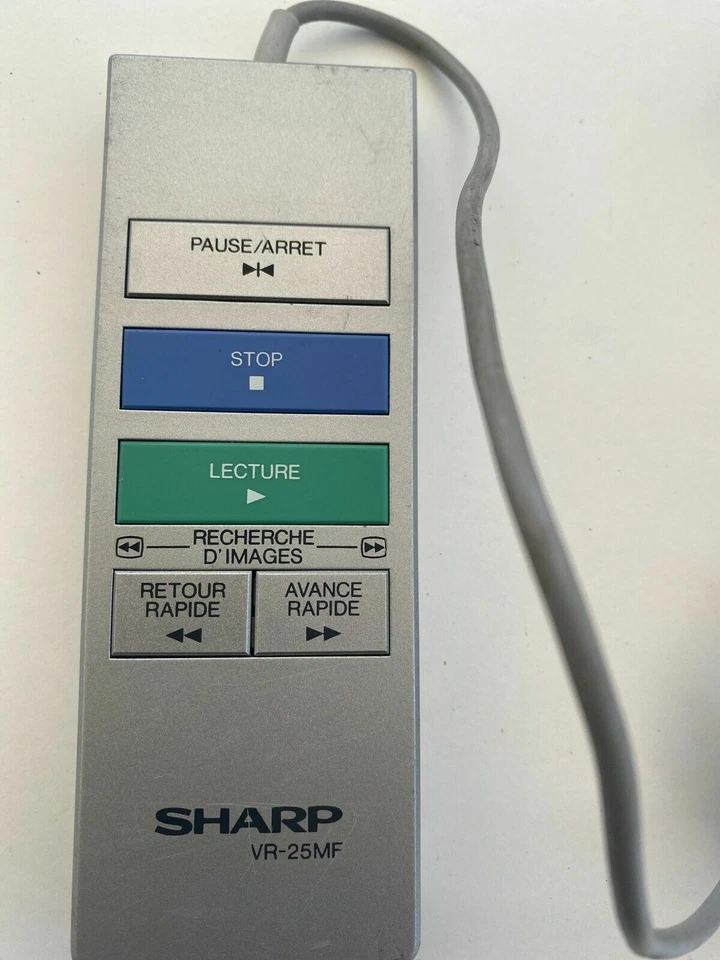 PAUSE/ARRET
STOP
LECTURE
RECHERCHE
D'IMAGES
RETOUR
RAPIDE
AVANCE
RAPIDE
SHARP
VR-25MF